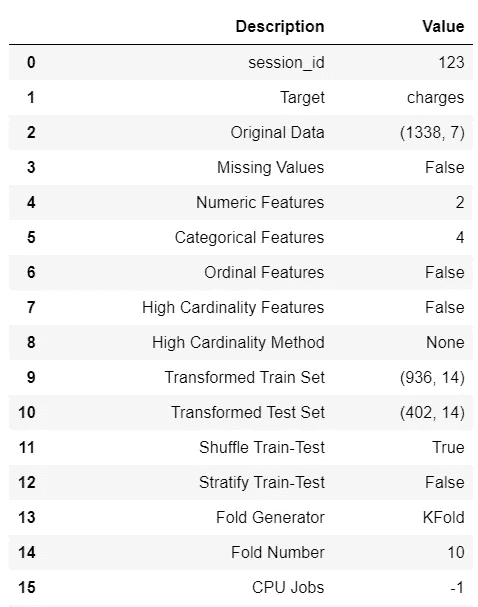 Description Value
0 session_id 123
1 Target charges
2 Original Data (1338, 7)
3 Missing Values False
4 Numeric Features 2
5 Categorical Features 4
6 Ordinal Features False
7 High Cardinality Features False
8 High Cardinality Method None
9 Transformed Train Set (936, 14)
10 Transformed Test Set (402, 14)
11 Shuffle Train-Test True
12 Stratify Train-Test False
13 Fold Generator KFold
14 Fold Number 10
15 CPU Jobs -1